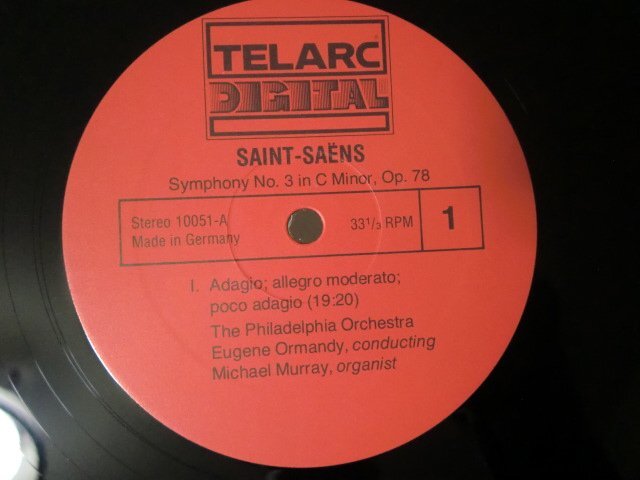 TELARC
DIGITAL
SAINT-SAËNS
Symphony No. 3 in C Minor, Op. 78
Stereo 10051-A
Made in Germany
33⅓ RPM
1
I. Adagio; allegro moderato;
poco adagio (19:20)
The Philadelphia Orchestra
Eugene Ormandy, conducting
Michael Murray, organist